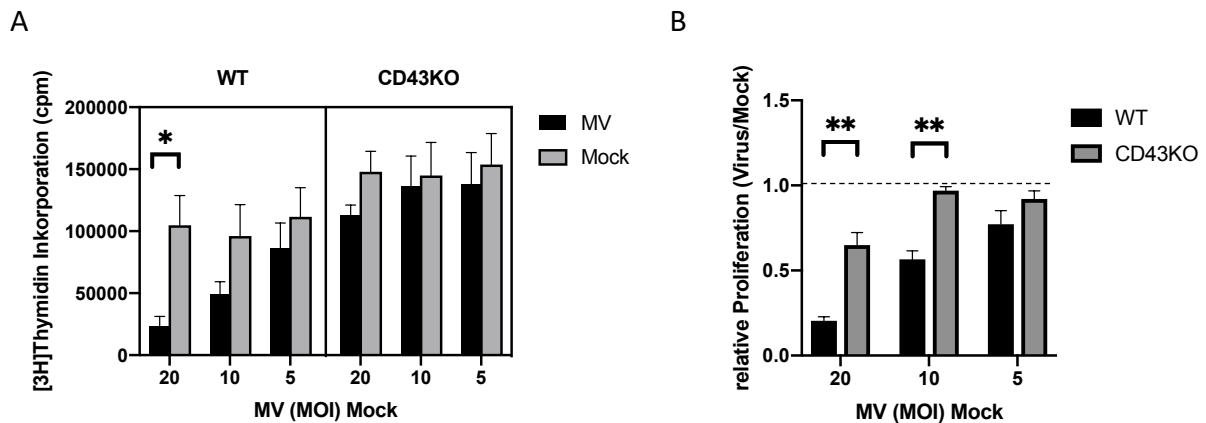 A
WT CD43KO
[3H]Thymidin Inkorporation (cpm)
200000
150000
100000
50000
0
*
20 10 5 20 10 5
MV (MOI) Mock
MV
Mock
B
relative Proliferation (Virus/Mock)
1.5
1.0
0.5
0.0
** **
20 10 5
MV (MOI) Mock
WT
CD43KO